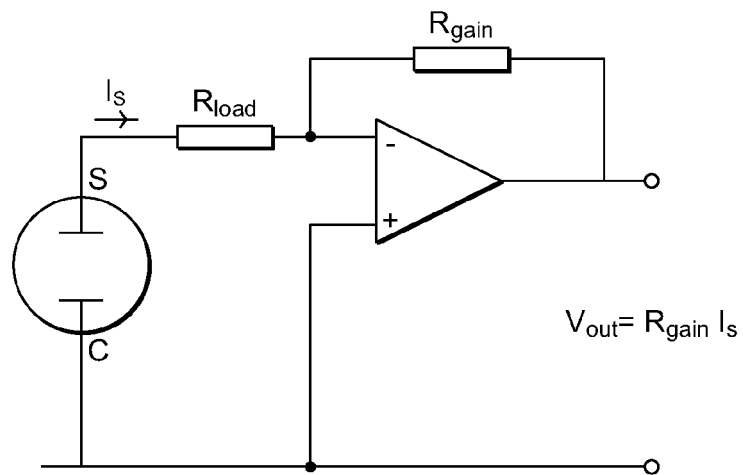 R_gain
I_S
R_load
-
S
+
C
V_out= R_gain I_s